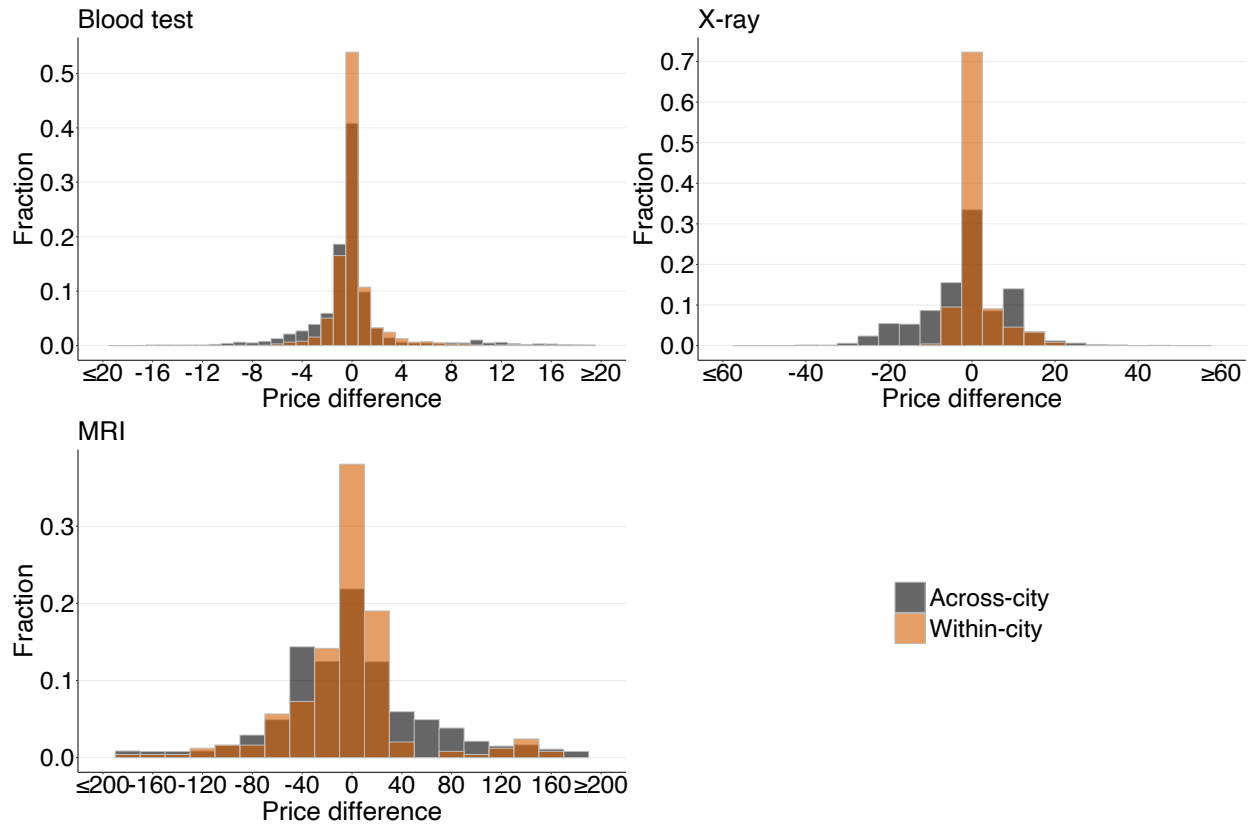 Blood test
Fraction
0.5
0.4
0.3
0.2
0.1
0.0
≤20 -16 -12 -8 -4 0 4 8 12 16 ≥20
Price difference
X-ray
Fraction
0.7
0.6
0.5
0.4
0.3
0.2
0.1
0.0
≤60 -40 -20 0 20 40 ≥60
Price difference
MRI
Fraction
0.3
0.2
0.1
0.0
≤200 -160 -120 -80 -40 0 40 80 120 160 ≥200
Price difference
Across-city
Within-city